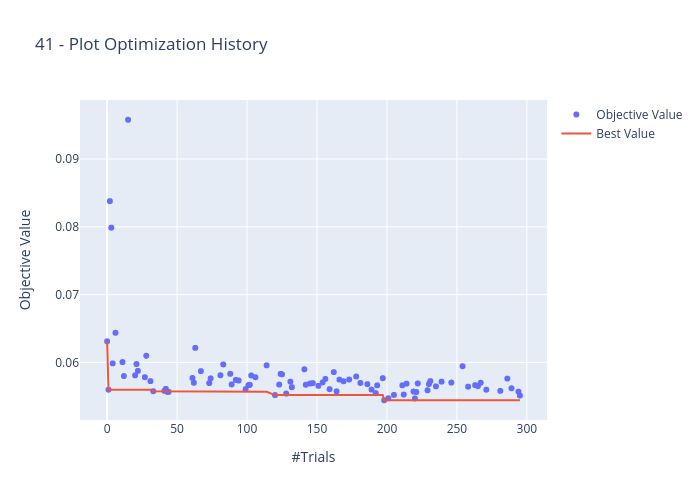 41 - Plot Optimization History
Objective Value
Best Value
0.09
0.08
0.07
0.06
Objective Value
0 50 100 150 200 250 300
#Trials